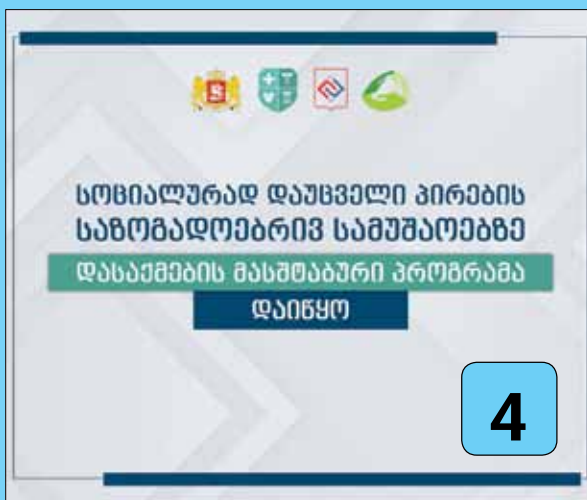 სოციალურად დაუცველი პირების
საზოგადოებრივ სამუშაოებზე
დასაქმების მასშტაბური პროგრამა
დაიწყო
4